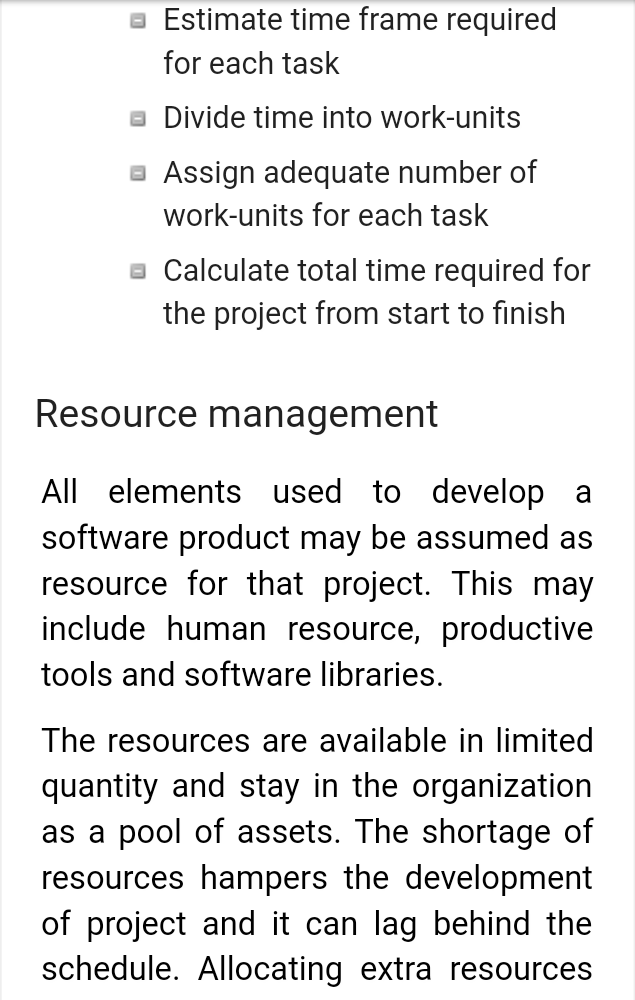 Estimate time frame required
for each task
Divide time into work-units
Assign adequate number of
work-units for each task
Calculate total time required for
the project from start to finish
Resource management
All elements used to develop a
software product may be assumed as
resource for that project. This may
include human resource, productive
tools and software libraries.
The resources are available in limited
quantity and stay in the organization
as a pool of assets. The shortage of
resources hampers the development
of project and it can lag behind the
schedule. Allocating extra resources